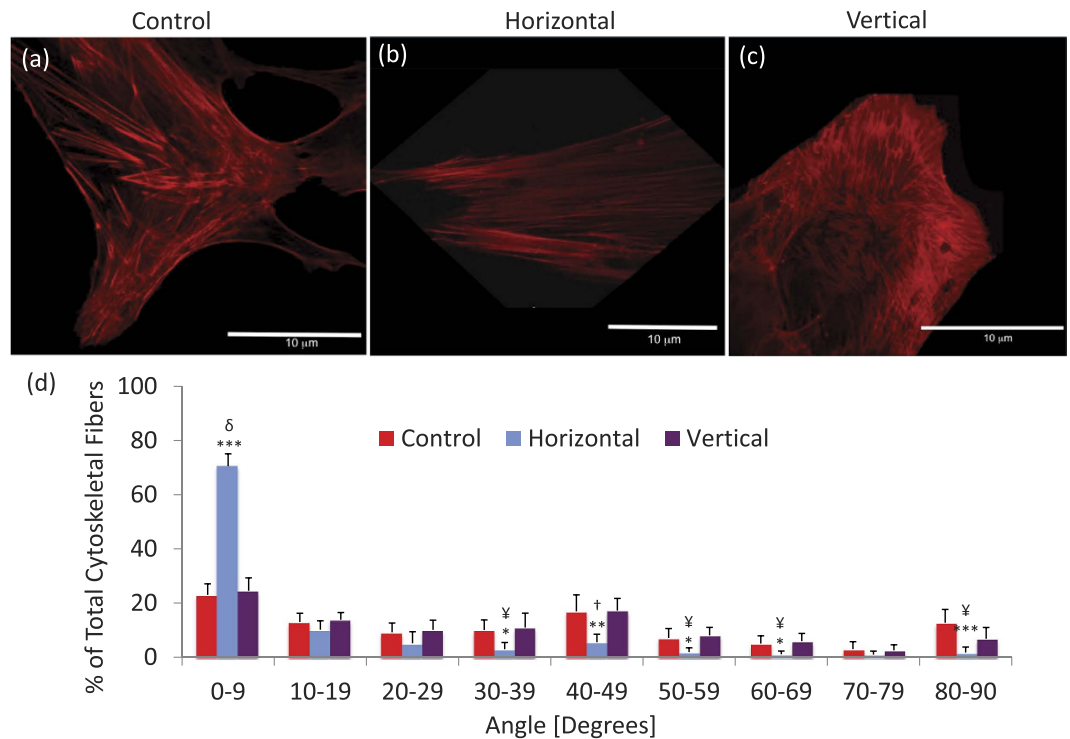 Control Horizontal Vertical
(a) (b) (c)
10 μm 10 μm 10 μm
(d)
% of Total Cytoskeletal Fibers
100
80
60
40
20
0
Control Horizontal Vertical
δ
***
¥
*
†
**
¥
*
¥
*
¥
***
0-9 10-19 20-29 30-39 40-49 50-59 60-69 70-79 80-90
Angle [Degrees]